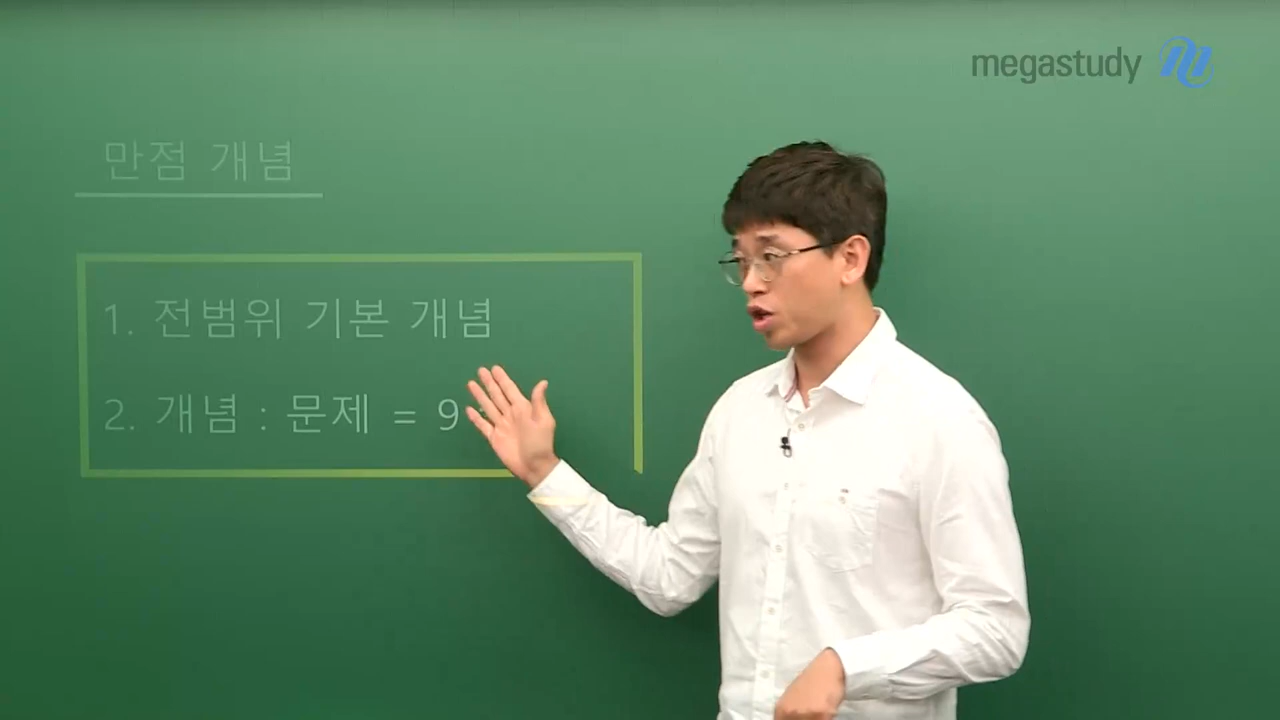 megastudy
만점 개념
1. 전범위 기본 개념
2. 개념 : 문제 = 9